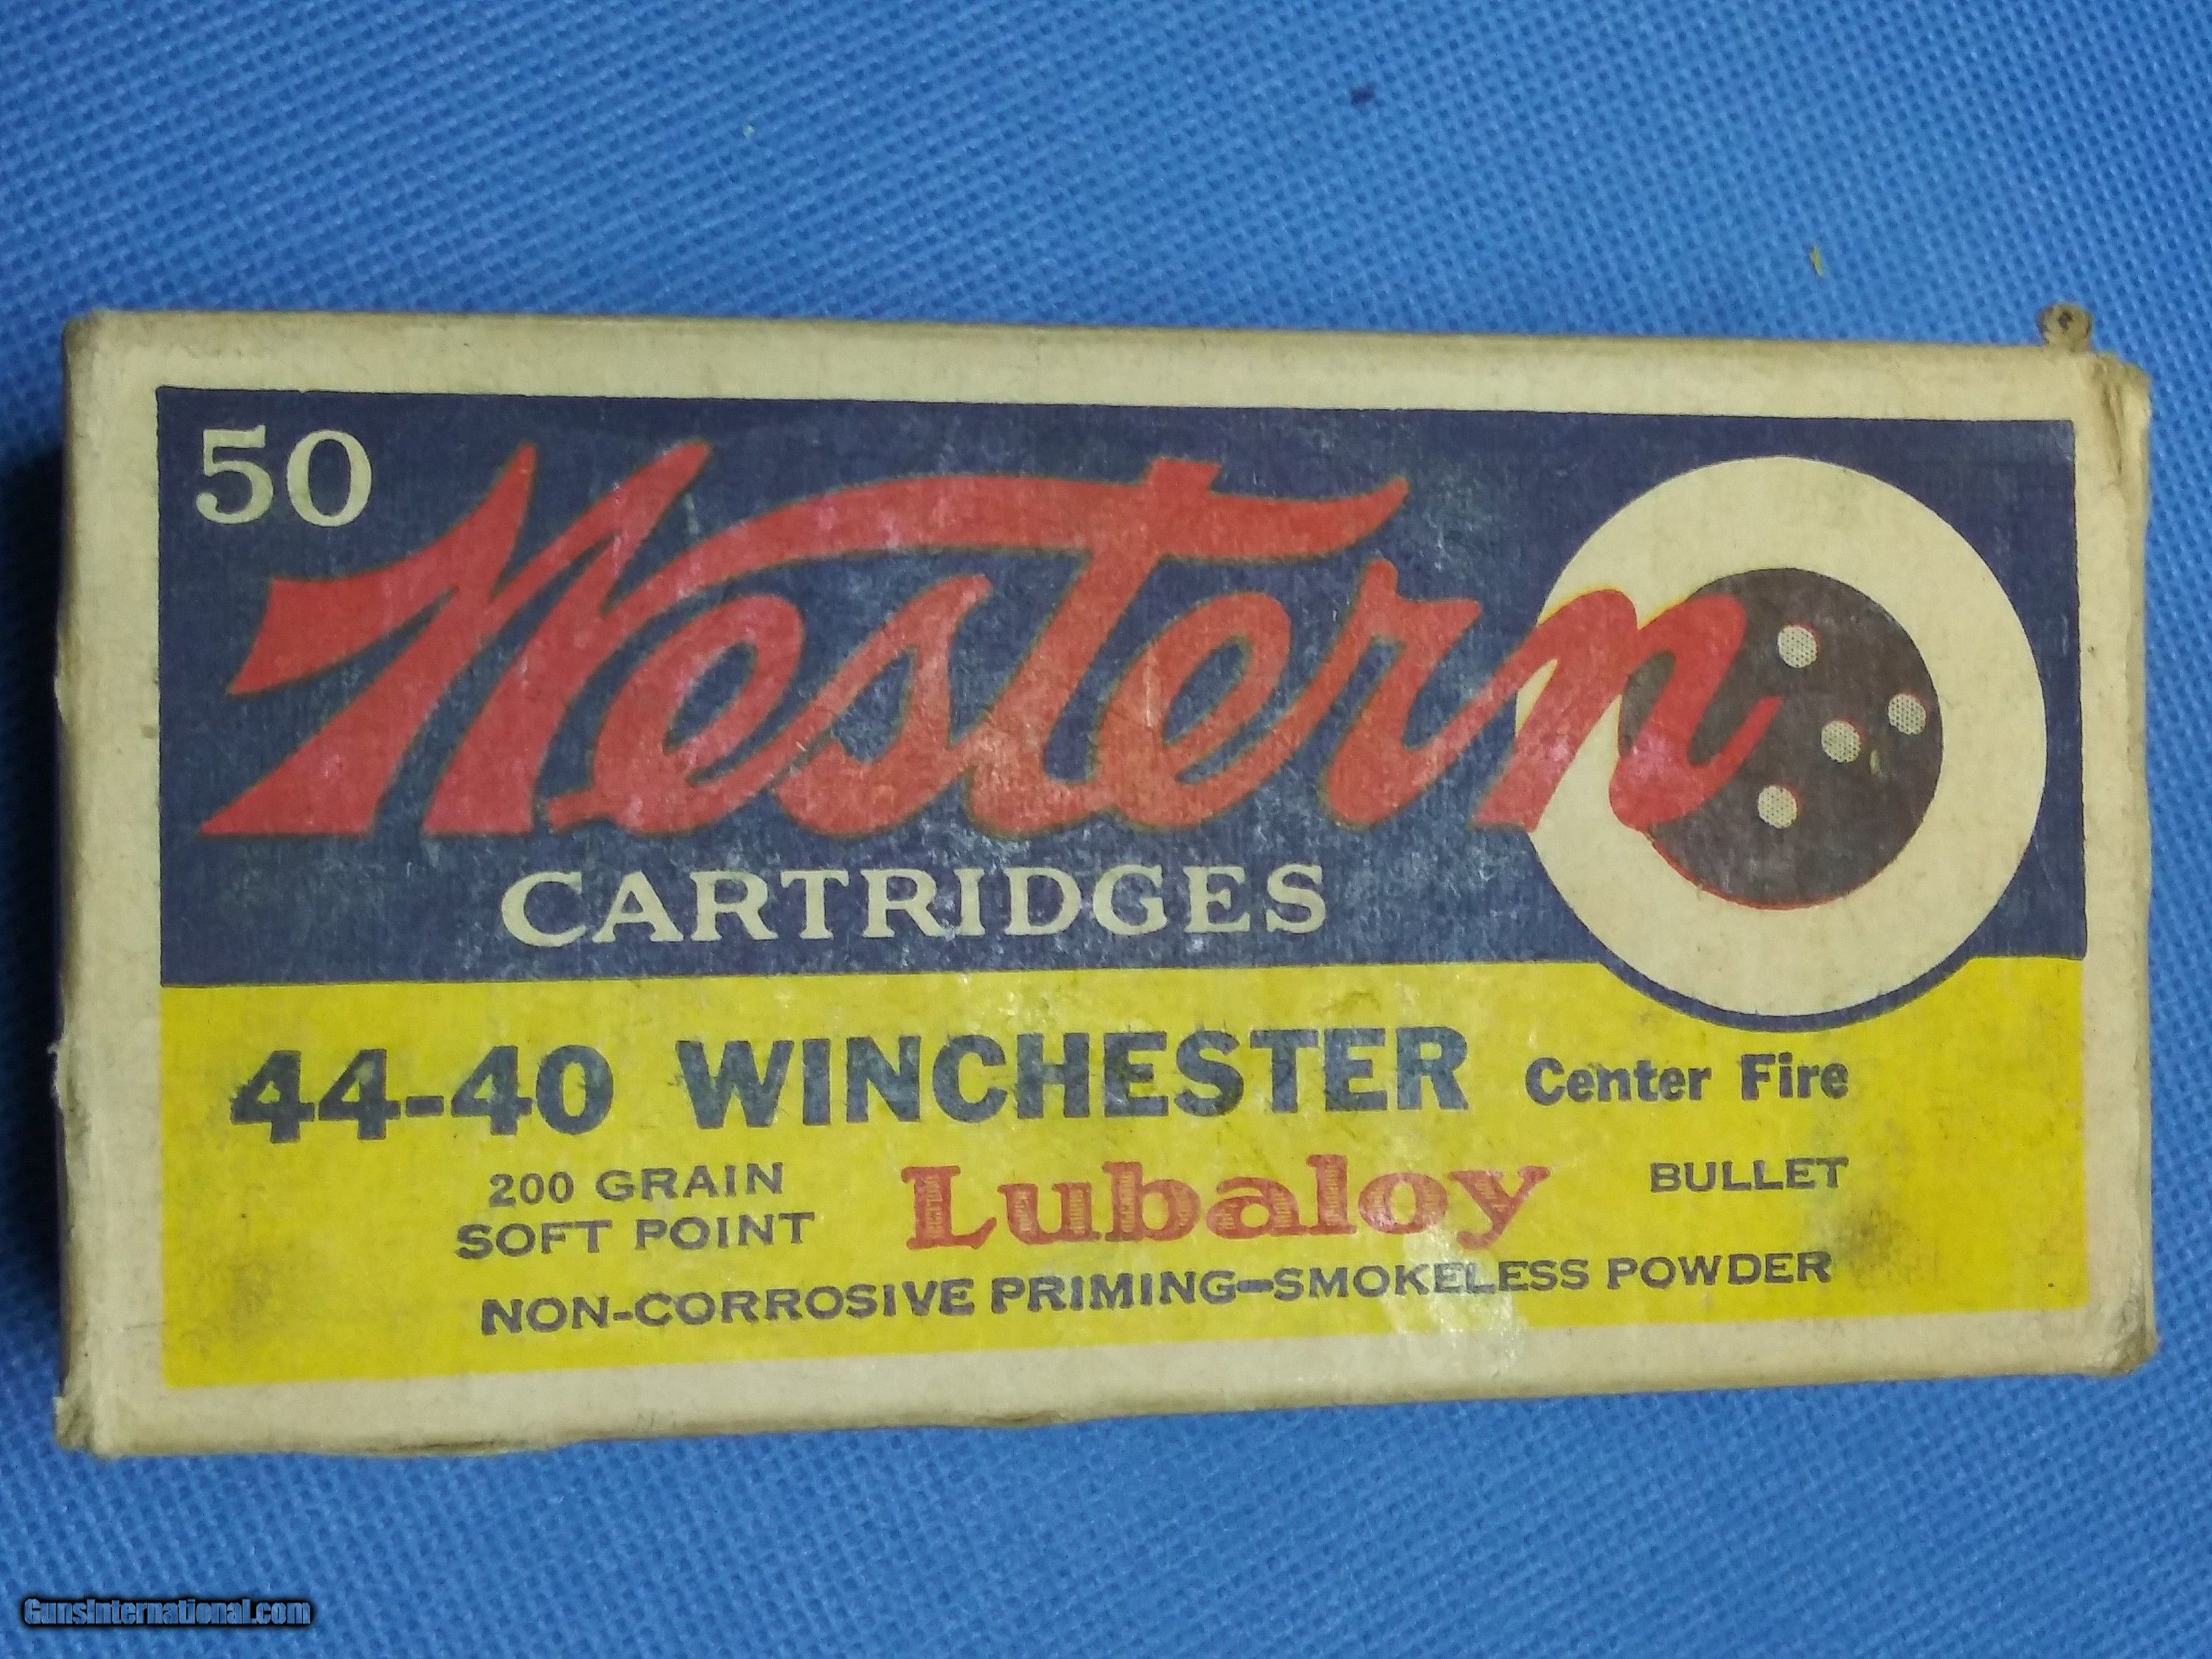 50
Western
CARTRIDGES
44-40 WINCHESTER Center Fire
200 GRAIN
SOFT POINT
Lubaloy
BULLET
NON-CORROSIVE PRIMING-SMOKELESS POWDER
GunsInternational.com